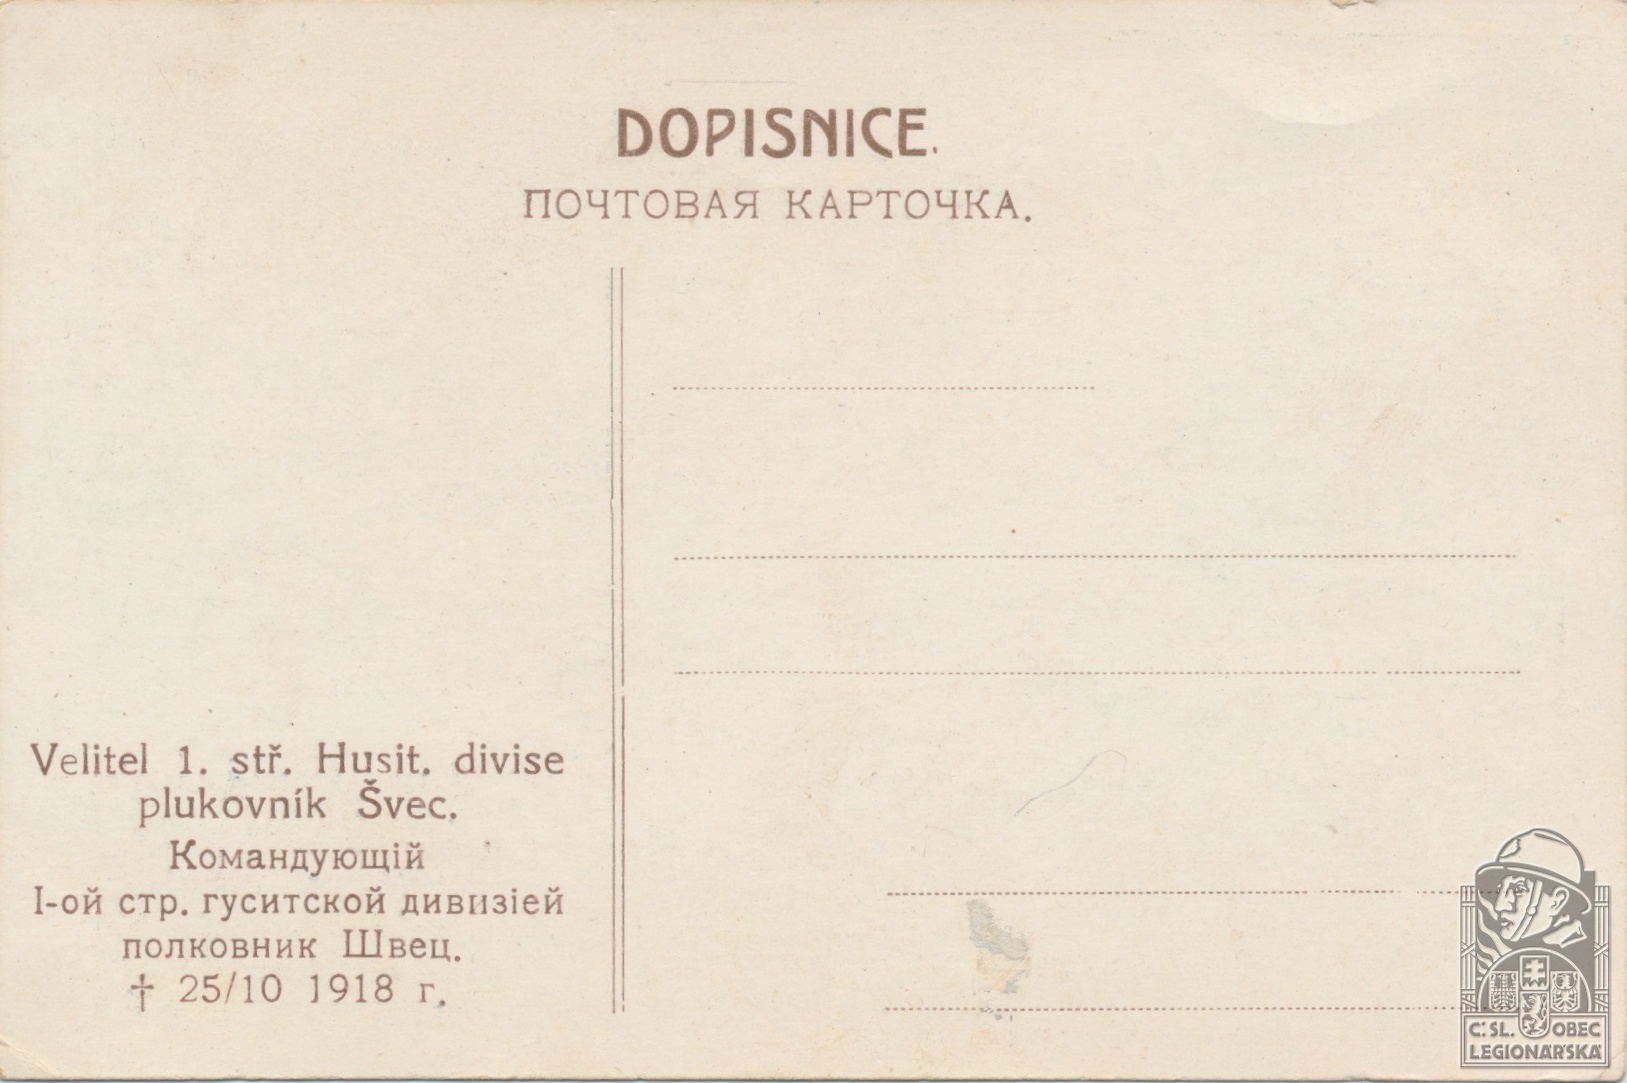 DOPISNICE.
ПОЧТОВАЯ КАРТОЧКА.
Velitel 1. stř. Husit. divise
plukovník Švec.
Командующій
I-ой стр. гуситской дивизіей
полковник Швец.
† 25/10 1918 г.
Č.SL. OBEC
LEGIONÁŘSKÁ